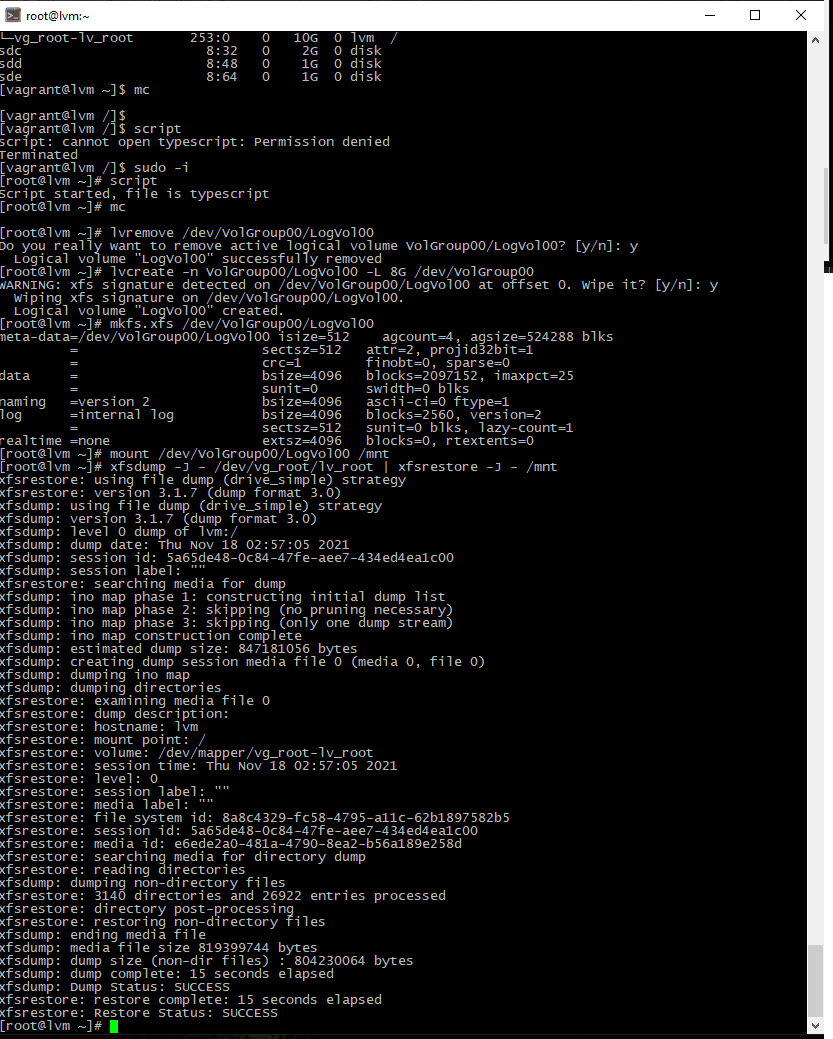 root@lvm:~
└─vg_root-lv_root       253:0    0   10G  0 lvm  /
sdc                       8:32   0    2G  0 disk
sdd                       8:48   0    1G  0 disk
sde                       8:64   0    1G  0 disk
[vagrant@lvm ~]$ mc

[vagrant@lvm /]$
[vagrant@lvm /]$ script
script: cannot open typescript: Permission denied
Terminated
[vagrant@lvm /]$ sudo -i
[root@lvm ~]# script
Script started, file is typescript
[root@lvm ~]# mc

[root@lvm ~]# lvremove /dev/VolGroup00/LogVol00
Do you really want to remove active logical volume VolGroup00/LogVol00? [y/n]: y
  Logical volume "LogVol00" successfully removed
[root@lvm ~]# lvcreate -n VolGroup00/LogVol00 -L 8G /dev/VolGroup00
WARNING: xfs signature detected on /dev/VolGroup00/LogVol00 at offset 0. Wipe it? [y/n]: y
  Wiping xfs signature on /dev/VolGroup00/LogVol00.
  Logical volume "LogVol00" created.
[root@lvm ~]# mkfs.xfs /dev/VolGroup00/LogVol00
meta-data=/dev/VolGroup00/LogVol00 isize=512    agcount=4, agsize=524288 blks
         =                       sectsz=512   attr=2, projid32bit=1
         =                       crc=1        finobt=0, sparse=0
data     =                       bsize=4096   blocks=2097152, imaxpct=25
         =                       sunit=0      swidth=0 blks
naming   =version 2              bsize=4096   ascii-ci=0 ftype=1
log      =internal log           bsize=4096   blocks=2560, version=2
         =                       sectsz=512   sunit=0 blks, lazy-count=1
realtime =none                   extsz=4096   blocks=0, rtextents=0
[root@lvm ~]# mount /dev/VolGroup00/LogVol00 /mnt
[root@lvm ~]# xfsdump -J - /dev/vg_root/lv_root | xfsrestore -J - /mnt
xfsrestore: using file dump (drive_simple) strategy
xfsrestore: version 3.1.7 (dump format 3.0)
xfsdump: using file dump (drive_simple) strategy
xfsdump: version 3.1.7 (dump format 3.0)
xfsdump: level 0 dump of lvm:/
xfsdump: dump date: Thu Nov 18 02:57:05 2021
xfsdump: session id: 5a65de48-0c84-47fe-aee7-434ed4ea1c00
xfsdump: session label: ""
xfsrestore: searching media for dump
xfsdump: ino map phase 1: constructing initial dump list
xfsdump: ino map phase 2: skipping (no pruning necessary)
xfsdump: ino map phase 3: skipping (only one dump stream)
xfsdump: ino map construction complete
xfsdump: estimated dump size: 847181056 bytes
xfsdump: creating dump session media file 0 (media 0, file 0)
xfsdump: dumping ino map
xfsdump: dumping directories
xfsrestore: examining media file 0
xfsrestore: dump description:
xfsrestore: hostname: lvm
xfsrestore: mount point: /
xfsrestore: volume: /dev/mapper/vg_root-lv_root
xfsrestore: session time: Thu Nov 18 02:57:05 2021
xfsrestore: level: 0
xfsrestore: session label: ""
xfsrestore: media label: ""
xfsrestore: file system id: 8a8c4329-fc58-4795-a11c-62b1897582b5
xfsrestore: session id: 5a65de48-0c84-47fe-aee7-434ed4ea1c00
xfsrestore: media id: e6ede2a0-481a-4790-8ea2-b56a189e258d
xfsrestore: searching media for directory dump
xfsrestore: reading directories
xfsdump: dumping non-directory files
xfsrestore: 3140 directories and 26922 entries processed
xfsrestore: directory post-processing
xfsrestore: restoring non-directory files
xfsdump: ending media file
xfsdump: media file size 819399744 bytes
xfsdump: dump size (non-dir files) : 804230064 bytes
xfsdump: dump complete: 15 seconds elapsed
xfsdump: Dump Status: SUCCESS
xfsrestore: restore complete: 15 seconds elapsed
xfsrestore: Restore Status: SUCCESS
[root@lvm ~]#